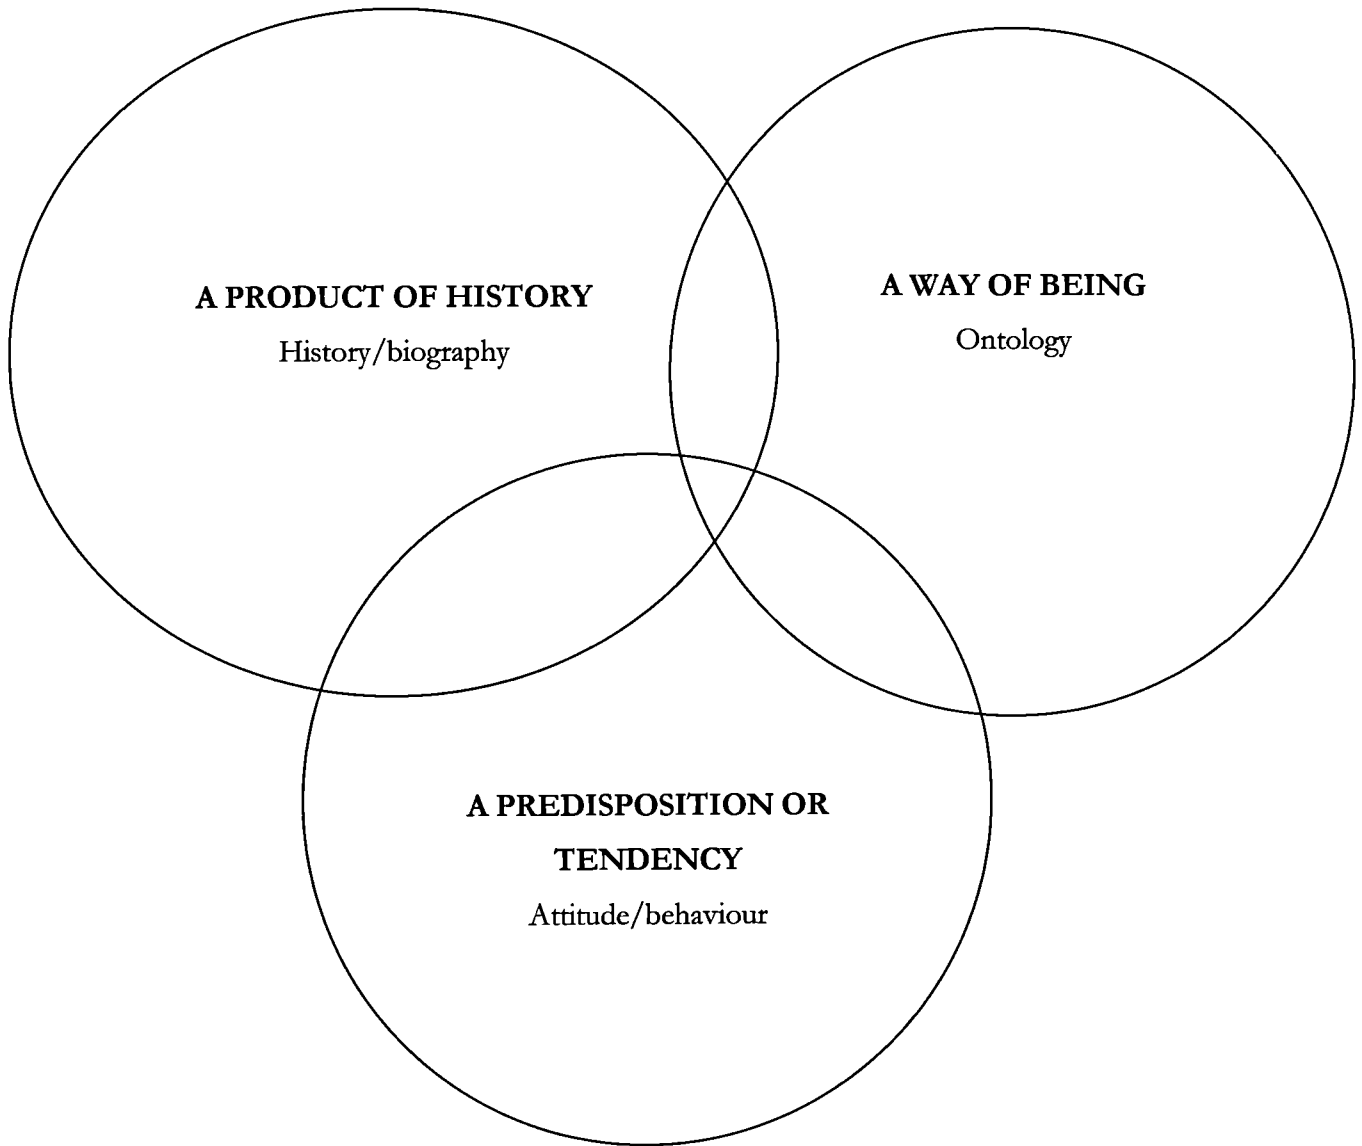 A PRODUCT OF HISTORY
History/biography
A WAY OF BEING
Ontology
A PREDISPOSITION OR
TENDENCY
Attitude/behaviour